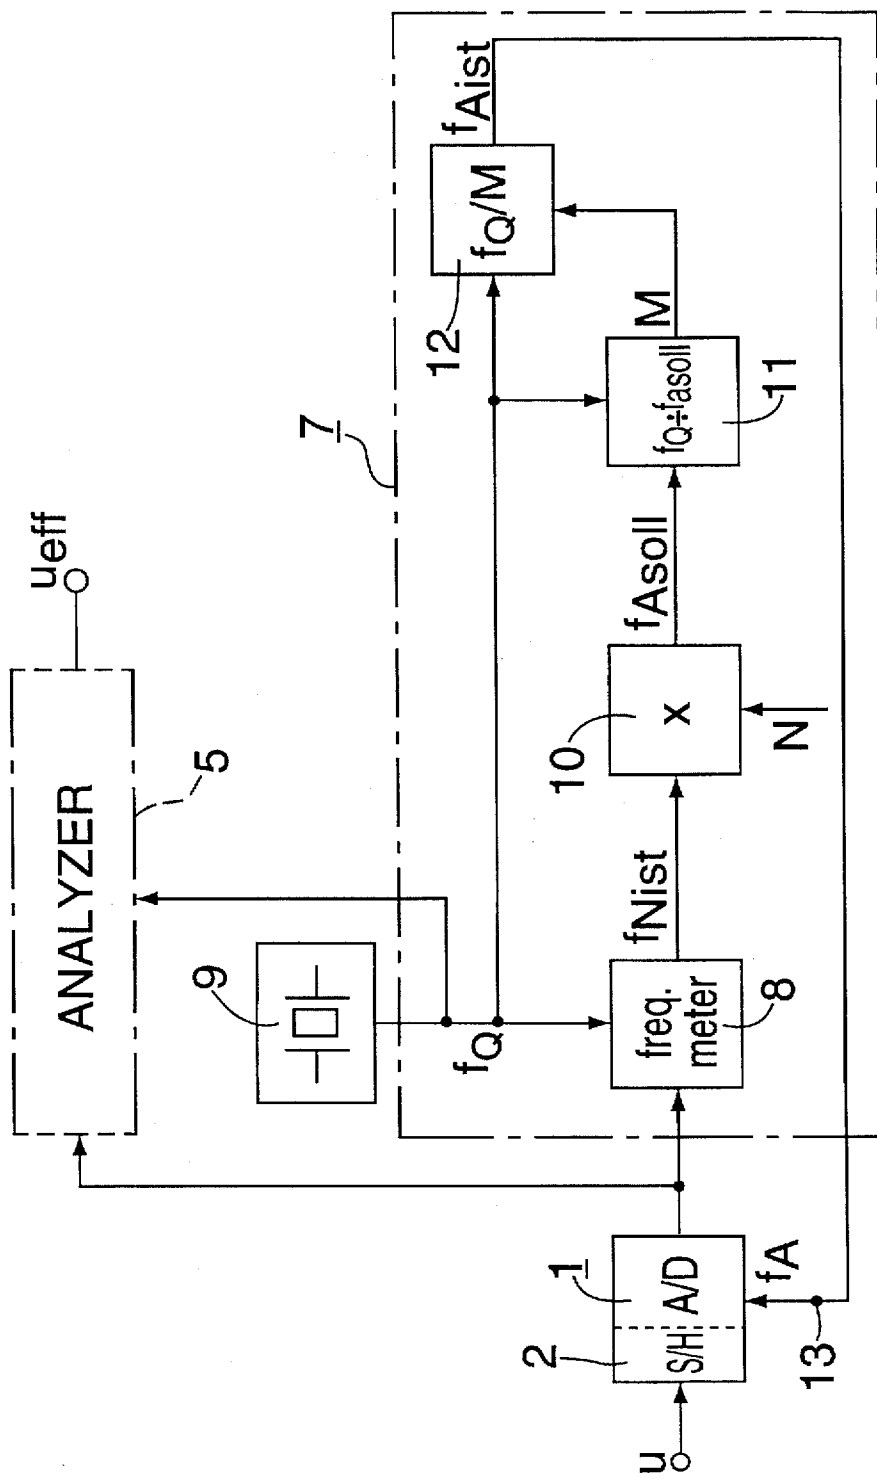 u_eff
ANALYZER
5
9
f_Q
7
f_Aist
12
f_Q/M
M
f_Q÷f_asoll
11
f_Asoll
10
x
N
f_Nist
freq.
meter
8
1
2
S/H
A/D
f_A
13
u